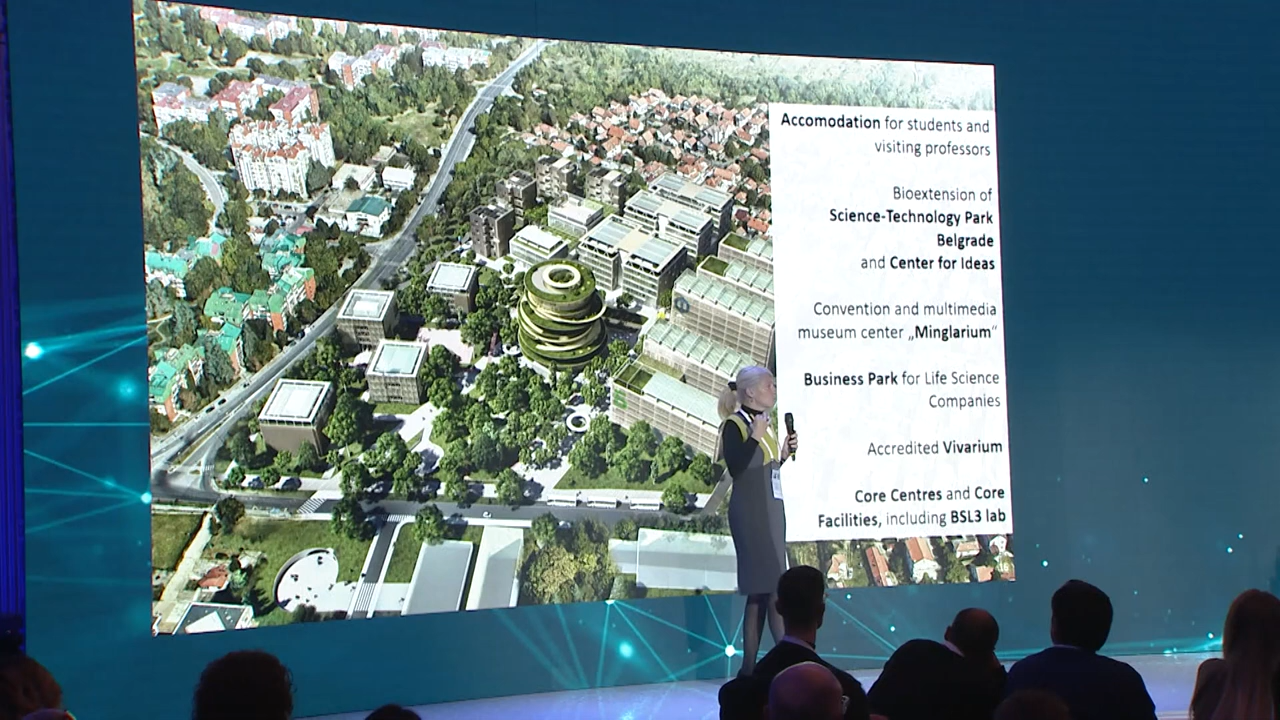 Accomodation for students and
visiting professors
Bioextension of
Science-Technology Park
Belgrade
and Center for Ideas
Convention and multimedia
museum center „Minglarium“
Business Park for Life Science
Companies
Accredited Vivarium
Core Centres and Core
Facilities, including BSL3 lab